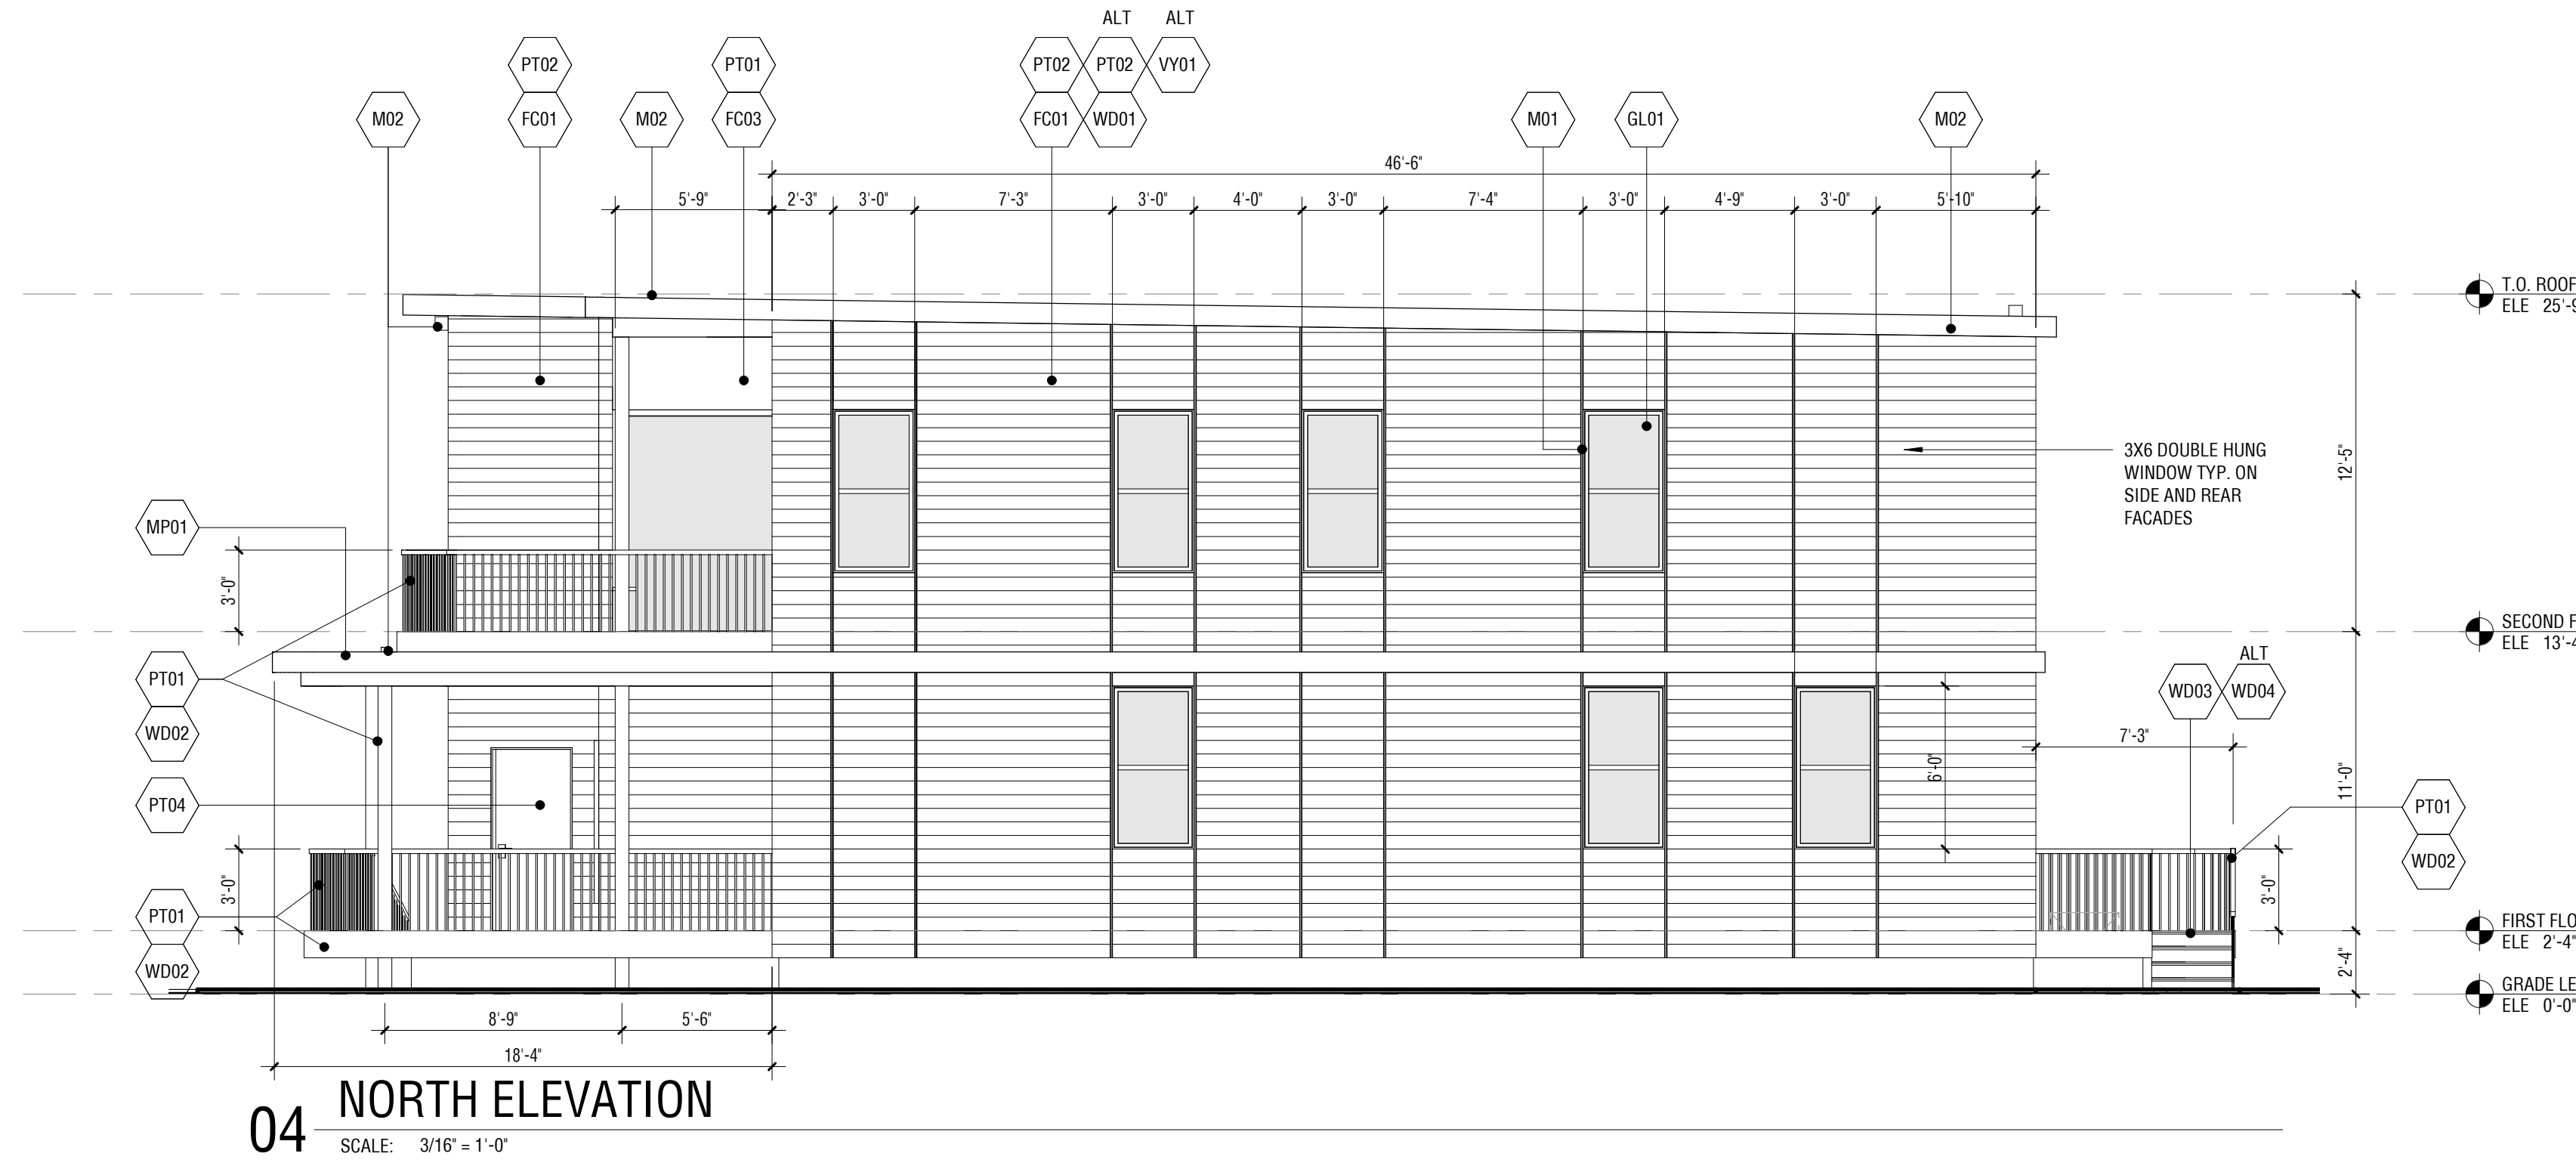 ALT ALT
PT02 PT01 PT02 PT02 VY01
M02 FC01 M02 FC03 FC01 WD01 M01 GL01 M02
46'-6"
5'-9" 2'-3" 3'-0" 7'-3" 3'-0" 4'-0" 3'-0" 7'-4" 3'-0" 4'-9" 3'-0" 5'-10"
T.O. ROOF
ELE 25'-9
3X6 DOUBLE HUNG
WINDOW TYP. ON
SIDE AND REAR
FACADES
12'-5"
MP01
3'-0"
SECOND F
ELE 13'-4
ALT
PT01
WD03 WD04
WD02
7'-3"
6'-0"
11'-0"
PT04
PT01
WD02
3'-0"
3'-0"
PT01
WD02
FIRST FLO
ELE 2'-4"
2'-4"
GRADE LE
ELE 0'-0"
8'-9" 5'-6"
18'-4"
04 NORTH ELEVATION
SCALE: 3/16" = 1'-0"